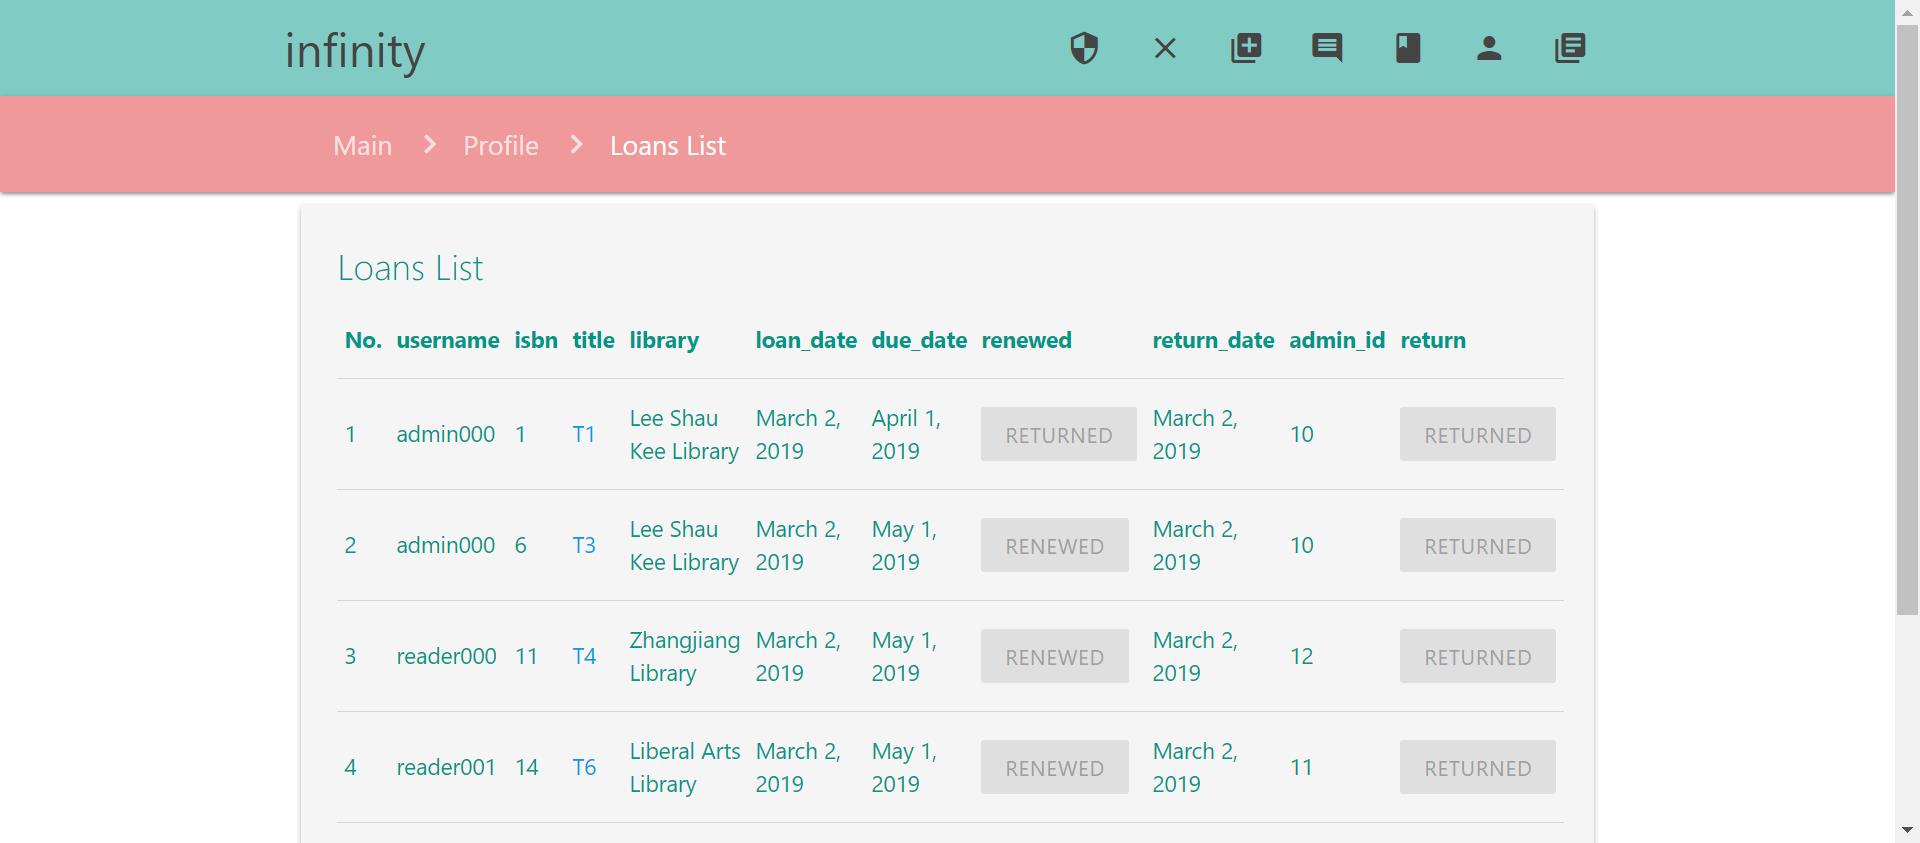 infinity
Main
Profile
Loans List
Loans List
No. username isbn title library loan_date due_date renewed return_date admin_id return
1 admin000 1 T1 Lee Shau Kee Library March 2, 2019 April 1, 2019 RETURNED March 2, 2019 10 RETURNED
2 admin000 6 T3 Lee Shau Kee Library March 2, 2019 May 1, 2019 RENEWED March 2, 2019 10 RETURNED
3 reader000 11 T4 Zhangjiang Library March 2, 2019 May 1, 2019 RENEWED March 2, 2019 12 RETURNED
4 reader001 14 T6 Liberal Arts Library March 2, 2019 May 1, 2019 RENEWED March 2, 2019 11 RETURNED